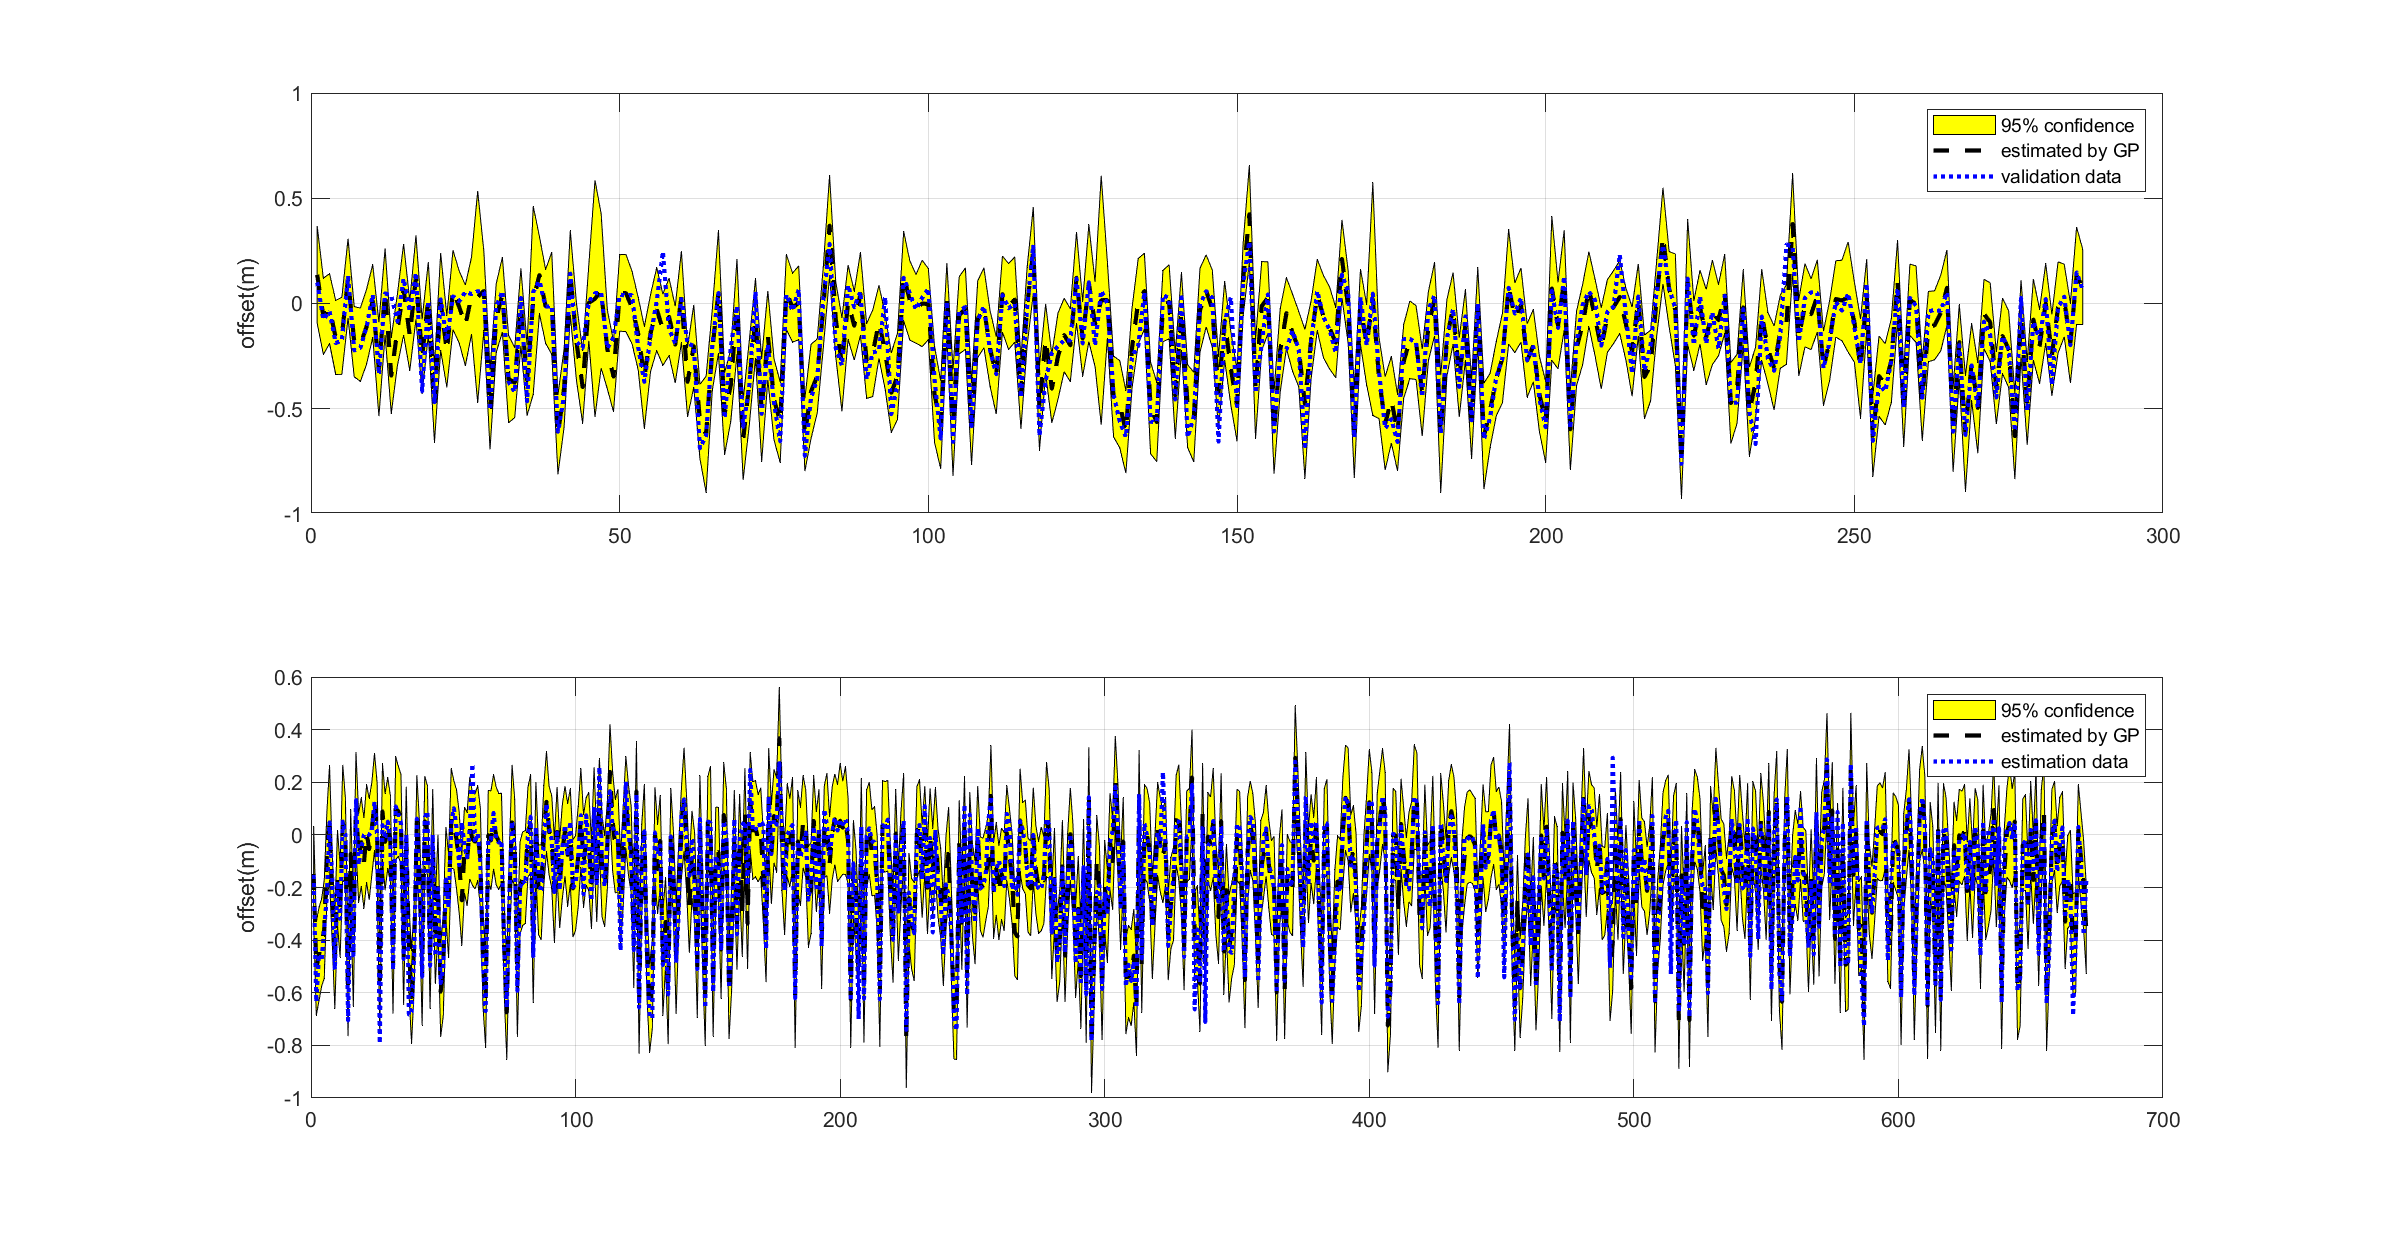 1
0.5
0
-0.5
-1
offset(m)
0 50 100 150 200 250 300
95% confidence
estimated by GP
validation data
0.6
0.4
0.2
0
-0.2
-0.4
-0.6
-0.8
-1
offset(m)
0 100 200 300 400 500 600 700
95% confidence
estimated by GP
estimation data